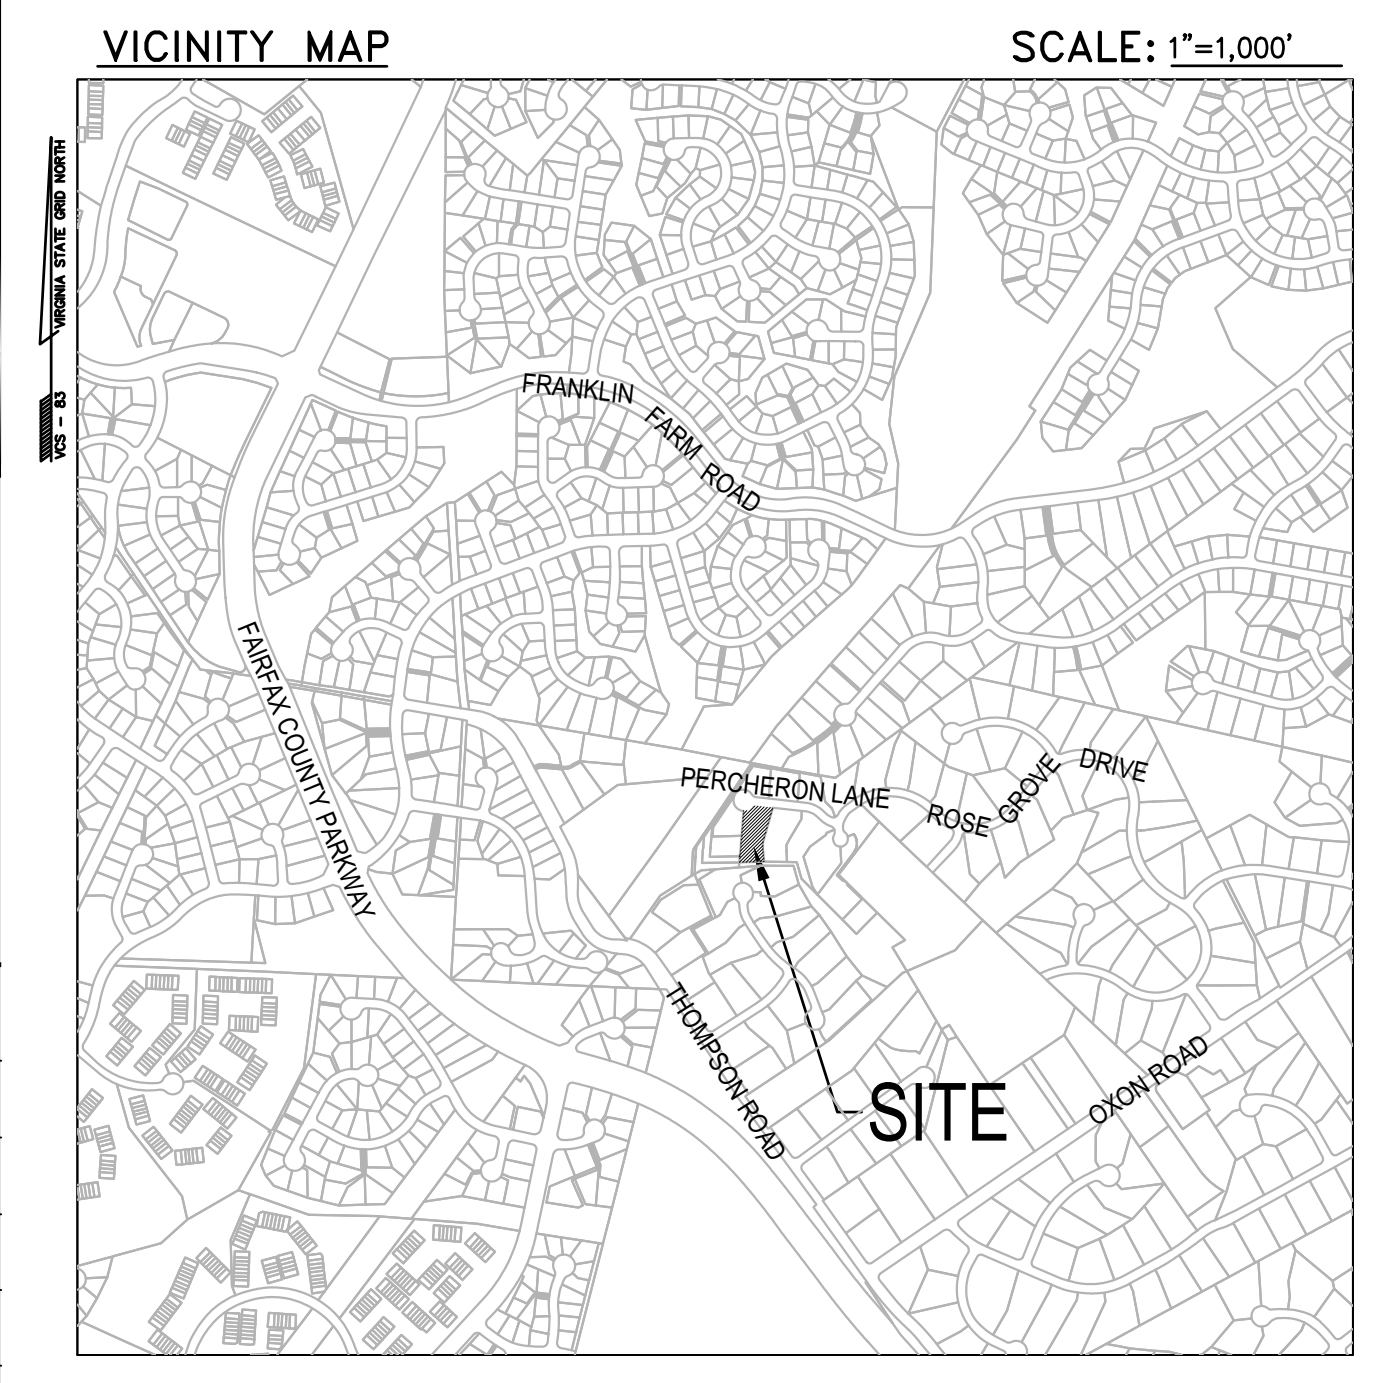 VICINITY MAP
SCALE: 1"=1,000'
VIRGINIA STATE GRID NORTH
VCS - 83
FRANKLIN FARM ROAD
FAIRFAX COUNTY PARKWAY
PERCHERON LANE
ROSE GROVE DRIVE
THOMPSON ROAD
OXON ROAD
SITE